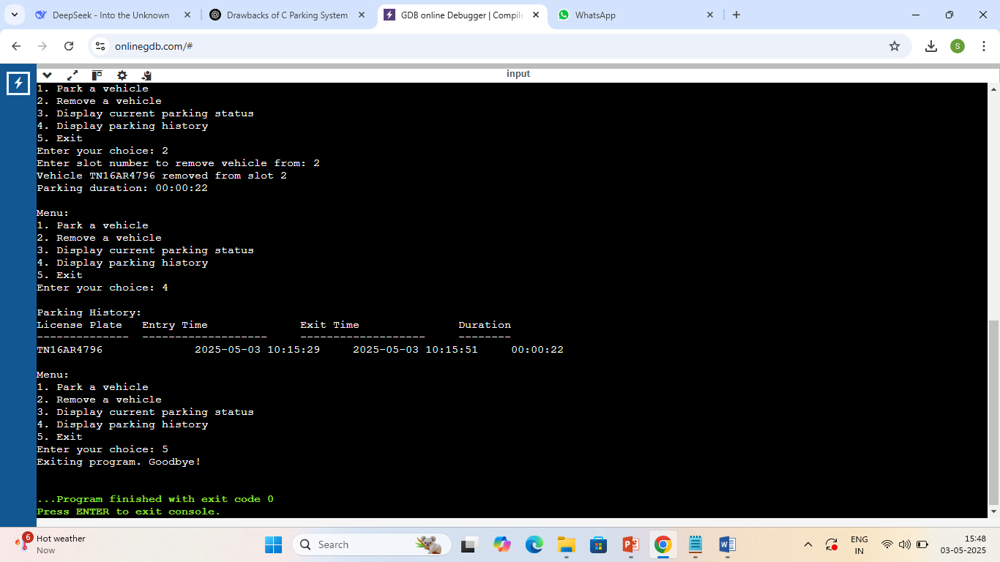 DeepSeek - Into the Unknown
Drawbacks of C Parking System
GDB online Debugger | Compile
WhatsApp
onlinegdb.com/#
S
input
1. Park a vehicle
2. Remove a vehicle
3. Display current parking status
4. Display parking history
5. Exit
Enter your choice: 2
Enter slot number to remove vehicle from: 2
Vehicle TN16AR4796 removed from slot 2
Parking duration: 00:00:22
Menu:
1. Park a vehicle
2. Remove a vehicle
3. Display current parking status
4. Display parking history
5. Exit
Enter your choice: 4
Parking History:
License Plate   Entry Time              Exit Time               Duration
--------------  -------------------     -------------------     --------
TN16AR4796              2025-05-03 10:15:29     2025-05-03 10:15:51     00:00:22
Menu:
1. Park a vehicle
2. Remove a vehicle
3. Display current parking status
4. Display parking history
5. Exit
Enter your choice: 5
Exiting program. Goodbye!
...Program finished with exit code 0
Press ENTER to exit console.
6
Hot weather
Now
Search
ENG
IN
15:48
03-05-2025